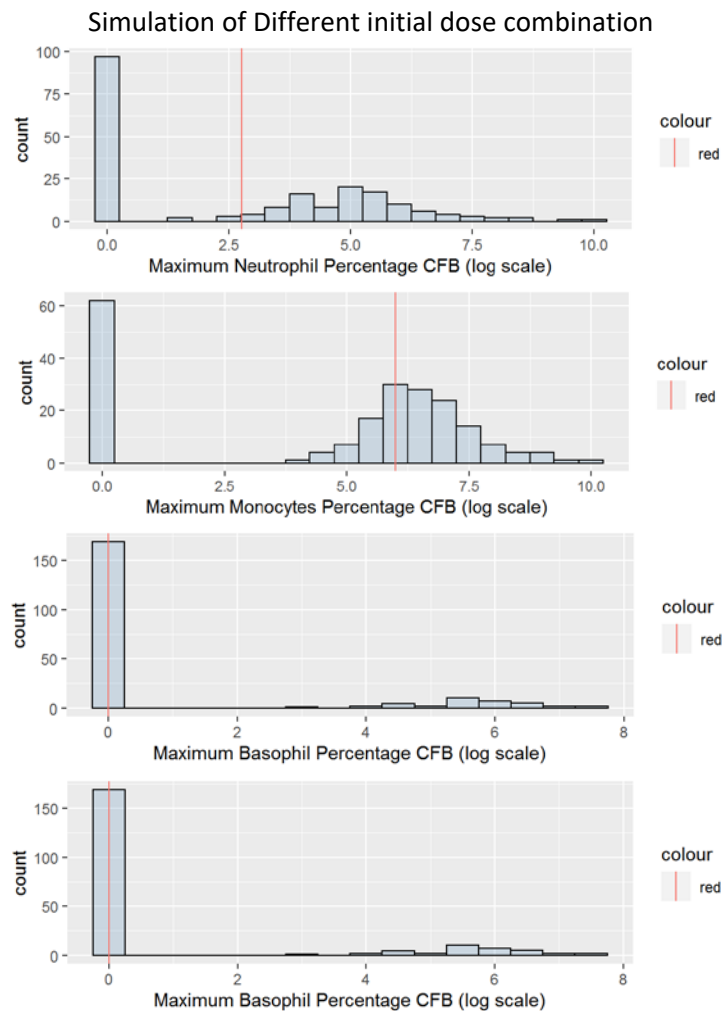 Simulation of Different initial dose combination
100
75
50
25
0
count
0.0 2.5 5.0 7.5 10.0
Maximum Neutrophil Percentage CFB (log scale)
colour
red
60
40
20
0
count
0.0 2.5 5.0 7.5 10.0
Maximum Monocytes Percentage CFB (log scale)
colour
red
150
100
50
0
count
0 2 4 6 8
Maximum Basophil Percentage CFB (log scale)
colour
red
150
100
50
0
count
0 2 4 6 8
Maximum Basophil Percentage CFB (log scale)
colour
red